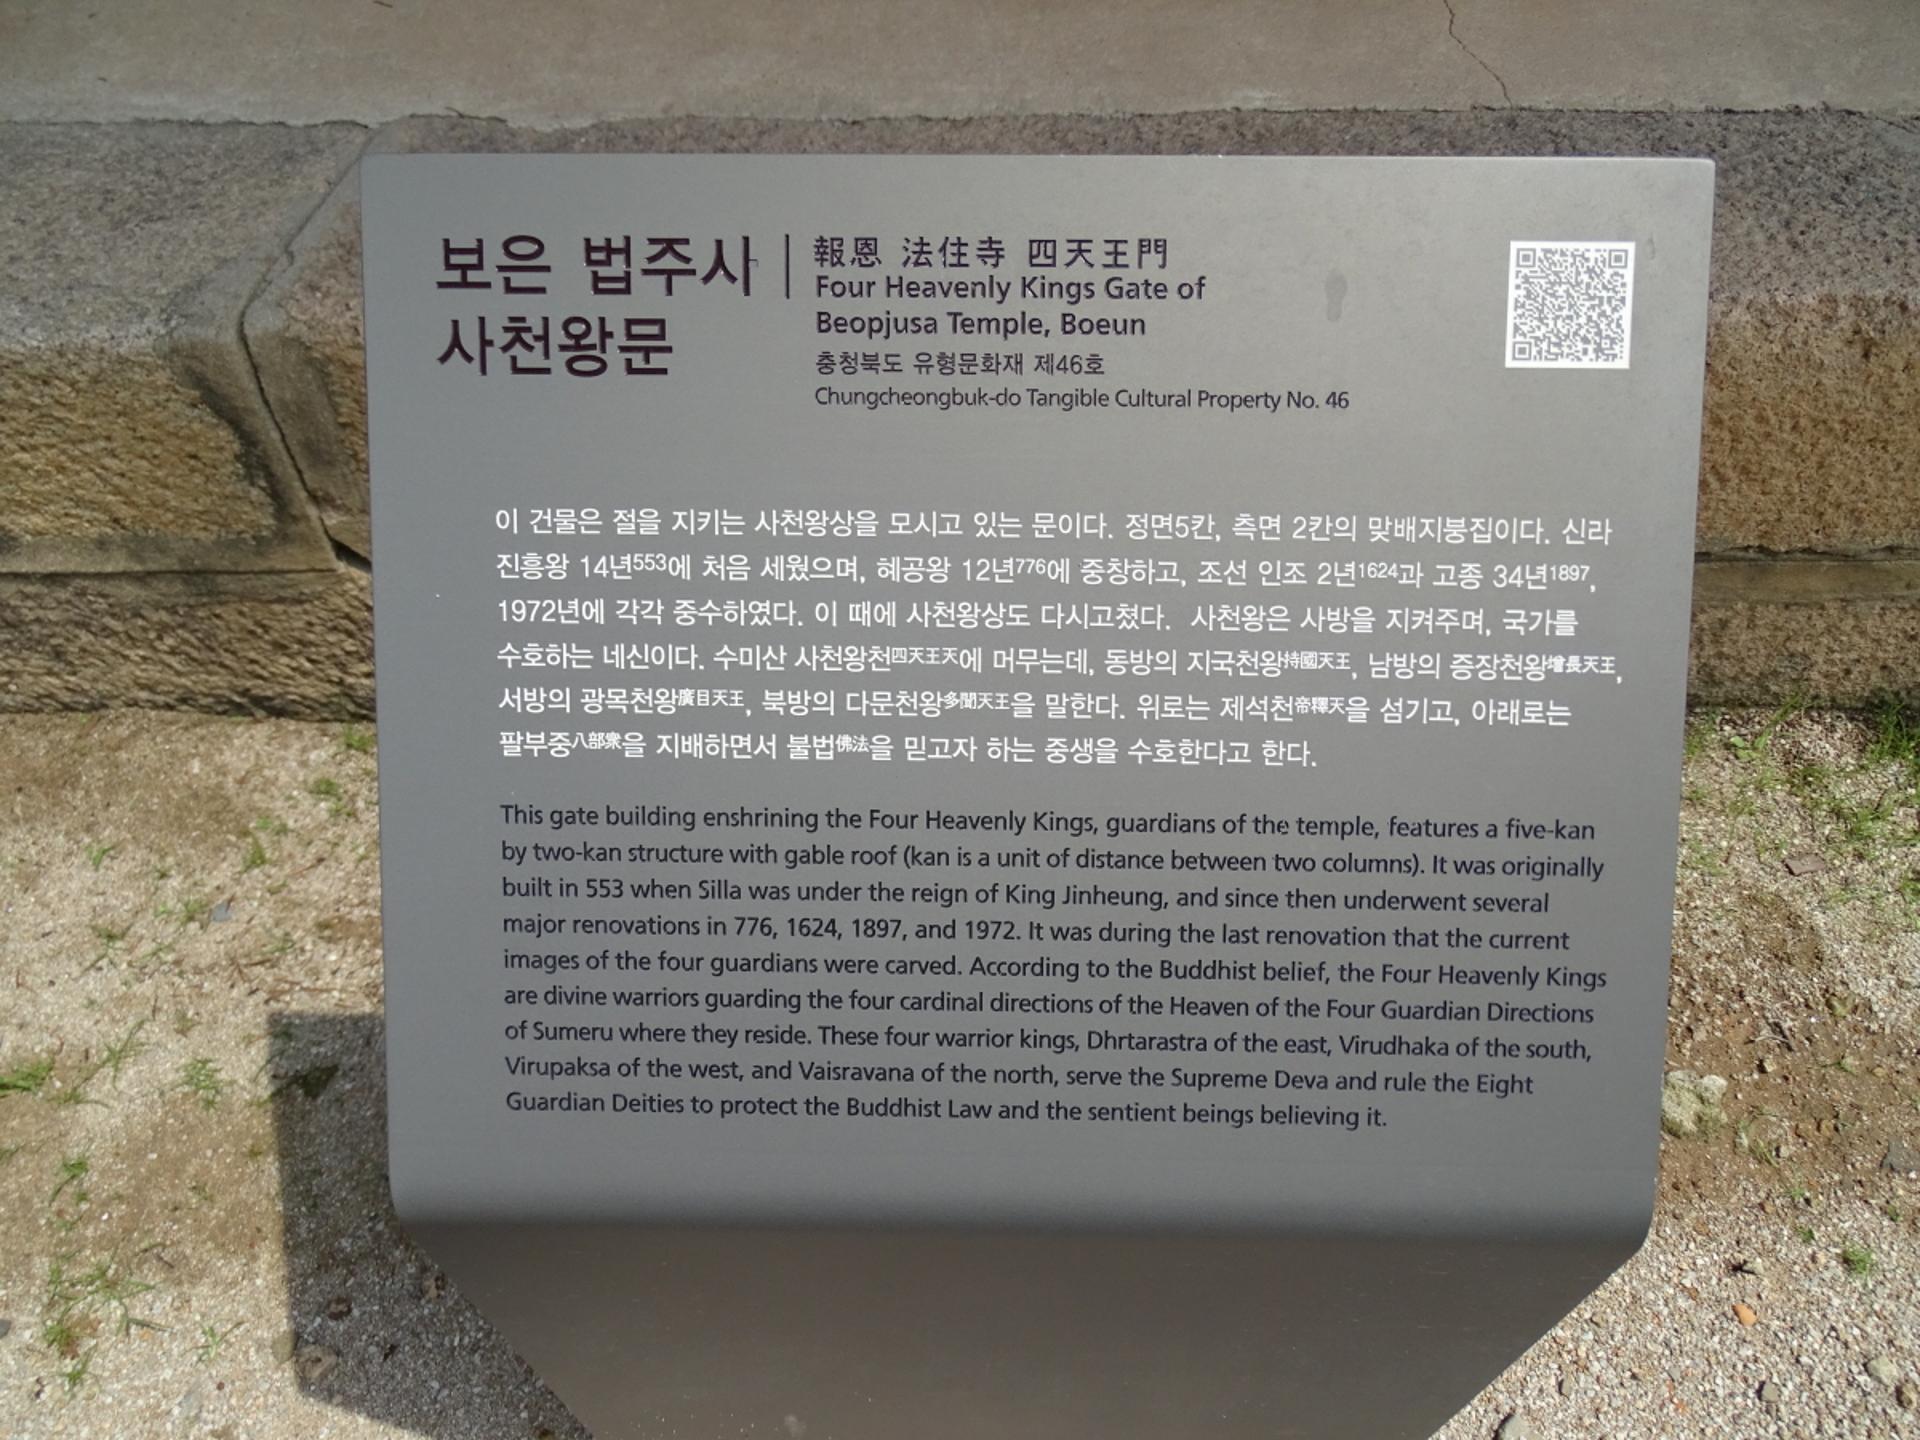 보은 법주사
사천왕문
報恩 法住寺 四天王門
Four Heavenly Kings Gate of
Beopjusa Temple, Boeun
충청북도 유형문화재 제46호
Chungcheongbuk-do Tangible Cultural Property No. 46
이 건물은 절을 지키는 사천왕상을 모시고 있는 문이다. 정면5칸, 측면 2칸의 맞배지붕집이다. 신라
진흥왕 14년553에 처음 세웠으며, 혜공왕 12년776에 중창하고, 조선 인조 2년1624과 고종 34년1897,
1972년에 각각 중수하였다. 이 때에 사천왕상도 다시고쳤다. 사천왕은 사방을 지켜주며, 국가를
수호하는 네신이다. 수미산 사천왕천四天王天에 머무는데, 동방의 지국천왕持國天王, 남방의 증장천왕增長天王,
서방의 광목천왕廣目天王, 북방의 다문천왕多聞天王을 말한다. 위로는 제석천帝釋天을 섬기고, 아래로는
팔부중八部衆을 지배하면서 불법佛法을 믿고자 하는 중생을 수호한다고 한다.
This gate building enshrining the Four Heavenly Kings, guardians of the temple, features a five-kan
by two-kan structure with gable roof (kan is a unit of distance between two columns). It was originally
built in 553 when Silla was under the reign of King Jinheung, and since then underwent several
major renovations in 776, 1624, 1897, and 1972. It was during the last renovation that the current
images of the four guardians were carved. According to the Buddhist belief, the Four Heavenly Kings
are divine warriors guarding the four cardinal directions of the Heaven of the Four Guardian Directions
of Sumeru where they reside. These four warrior kings, Dhrtarastra of the east, Virudhaka of the south,
Virupaksa of the west, and Vaisravana of the north, serve the Supreme Deva and rule the Eight
Guardian Deities to protect the Buddhist Law and the sentient beings believing it.